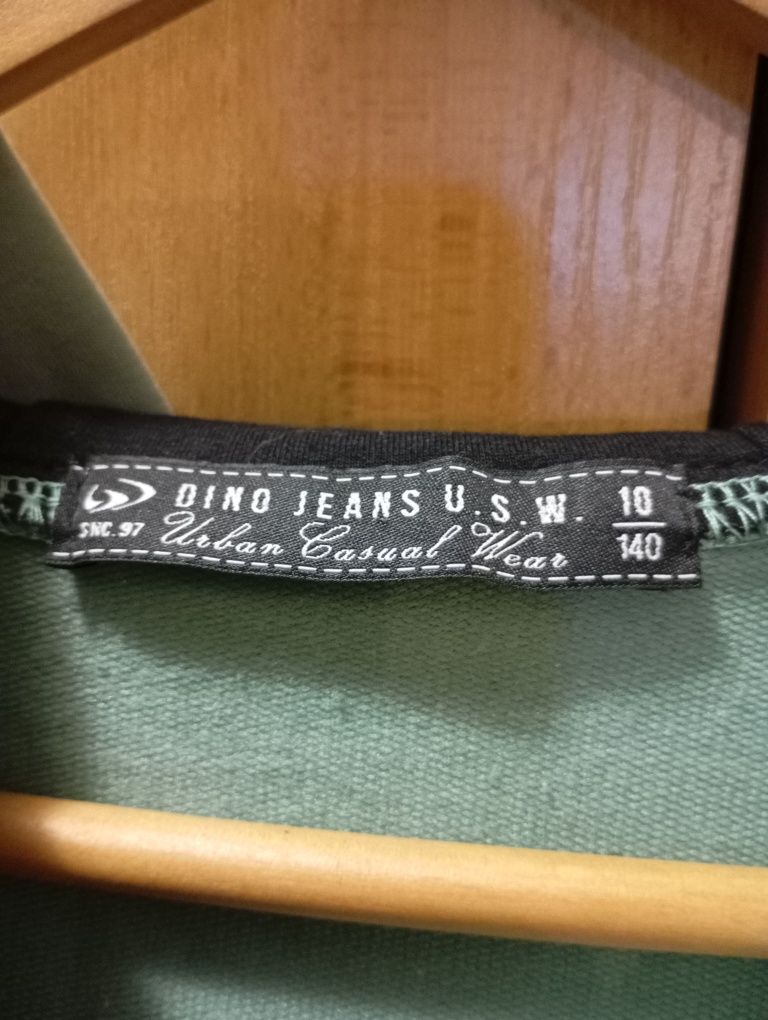 DINO JEANS U.S.W. 10
SNC.97 Urban Casual Wear 140